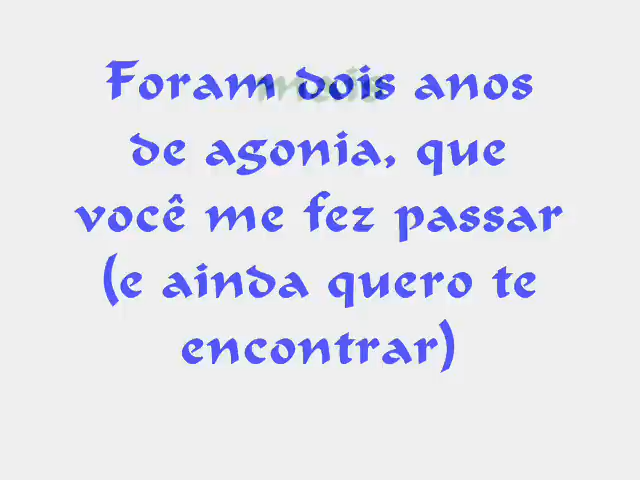 Foram dois anos
de agonia, que
você me fez passar
(e ainda quero te
encontrar)